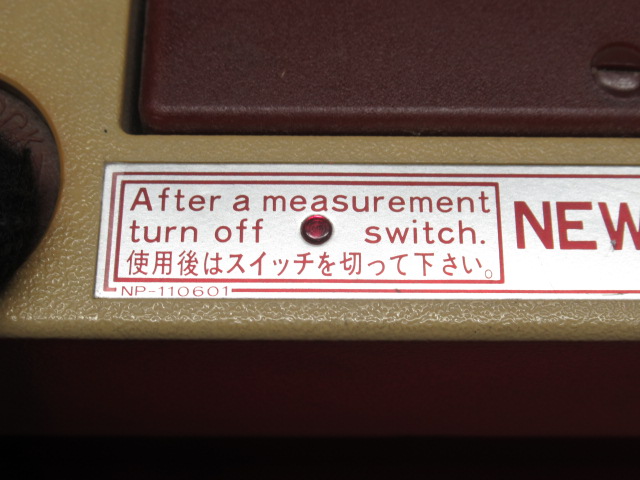 After a measurement
turn off switch.
使用後はスイッチを切って下さい。
NP-110601
NEW